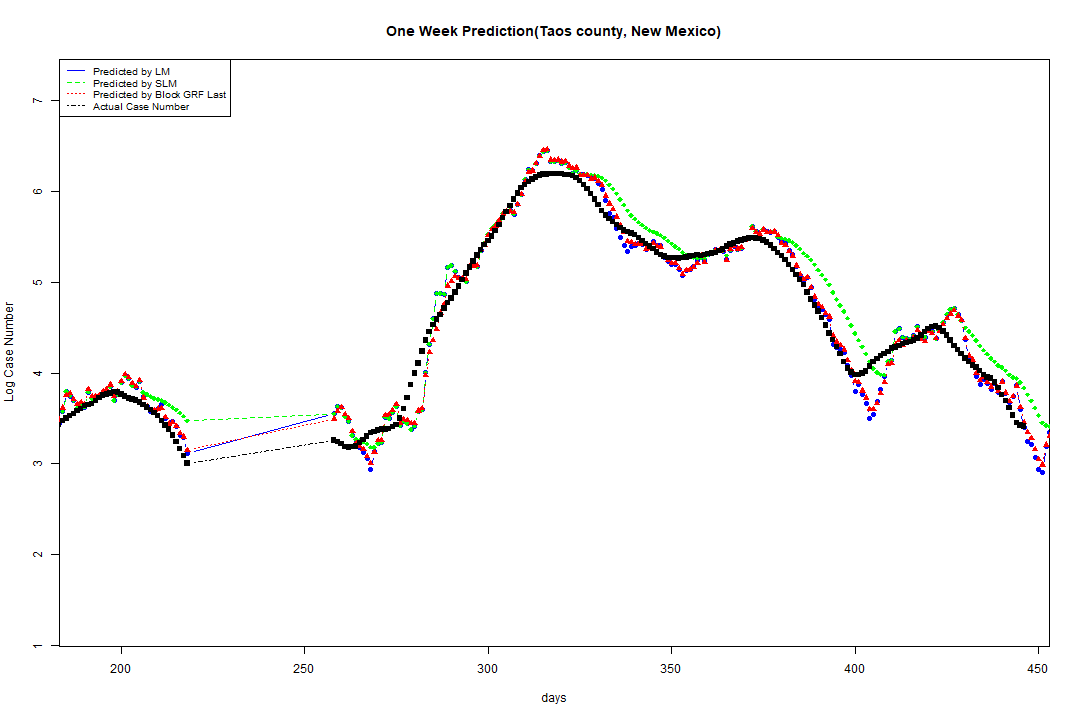 One Week Prediction(Taos county, New Mexico)
Predicted by LM
Predicted by SLM
Predicted by Block GRF Last
Actual Case Number
7
6
5
4
3
2
1
Log Case Number
200
250
300
350
400
450
days